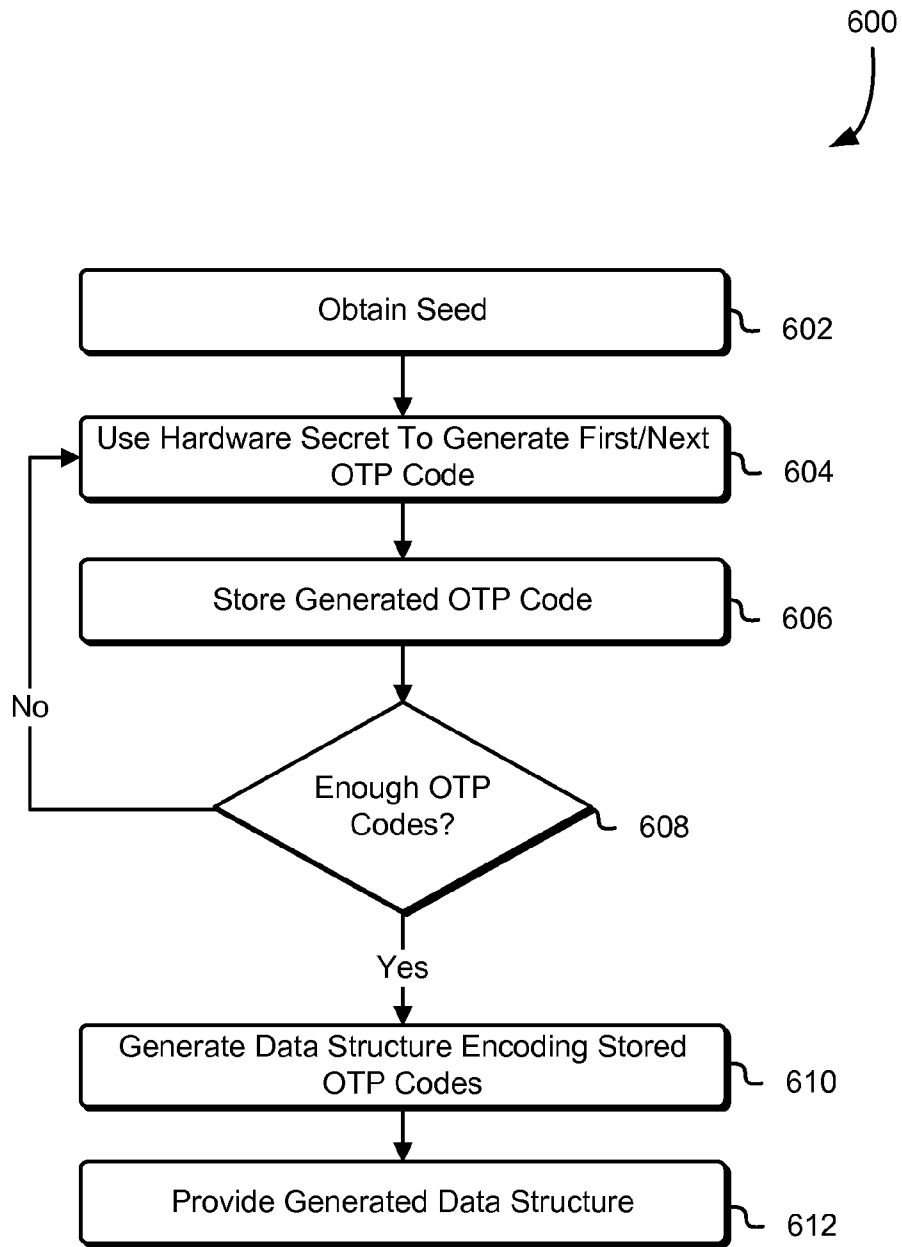 600
Obtain Seed
602
Use Hardware Secret To Generate First/Next
OTP Code
604
Store Generated OTP Code
606
No
Enough OTP
Codes?
608
Yes
Generate Data Structure Encoding Stored
OTP Codes
610
Provide Generated Data Structure
612